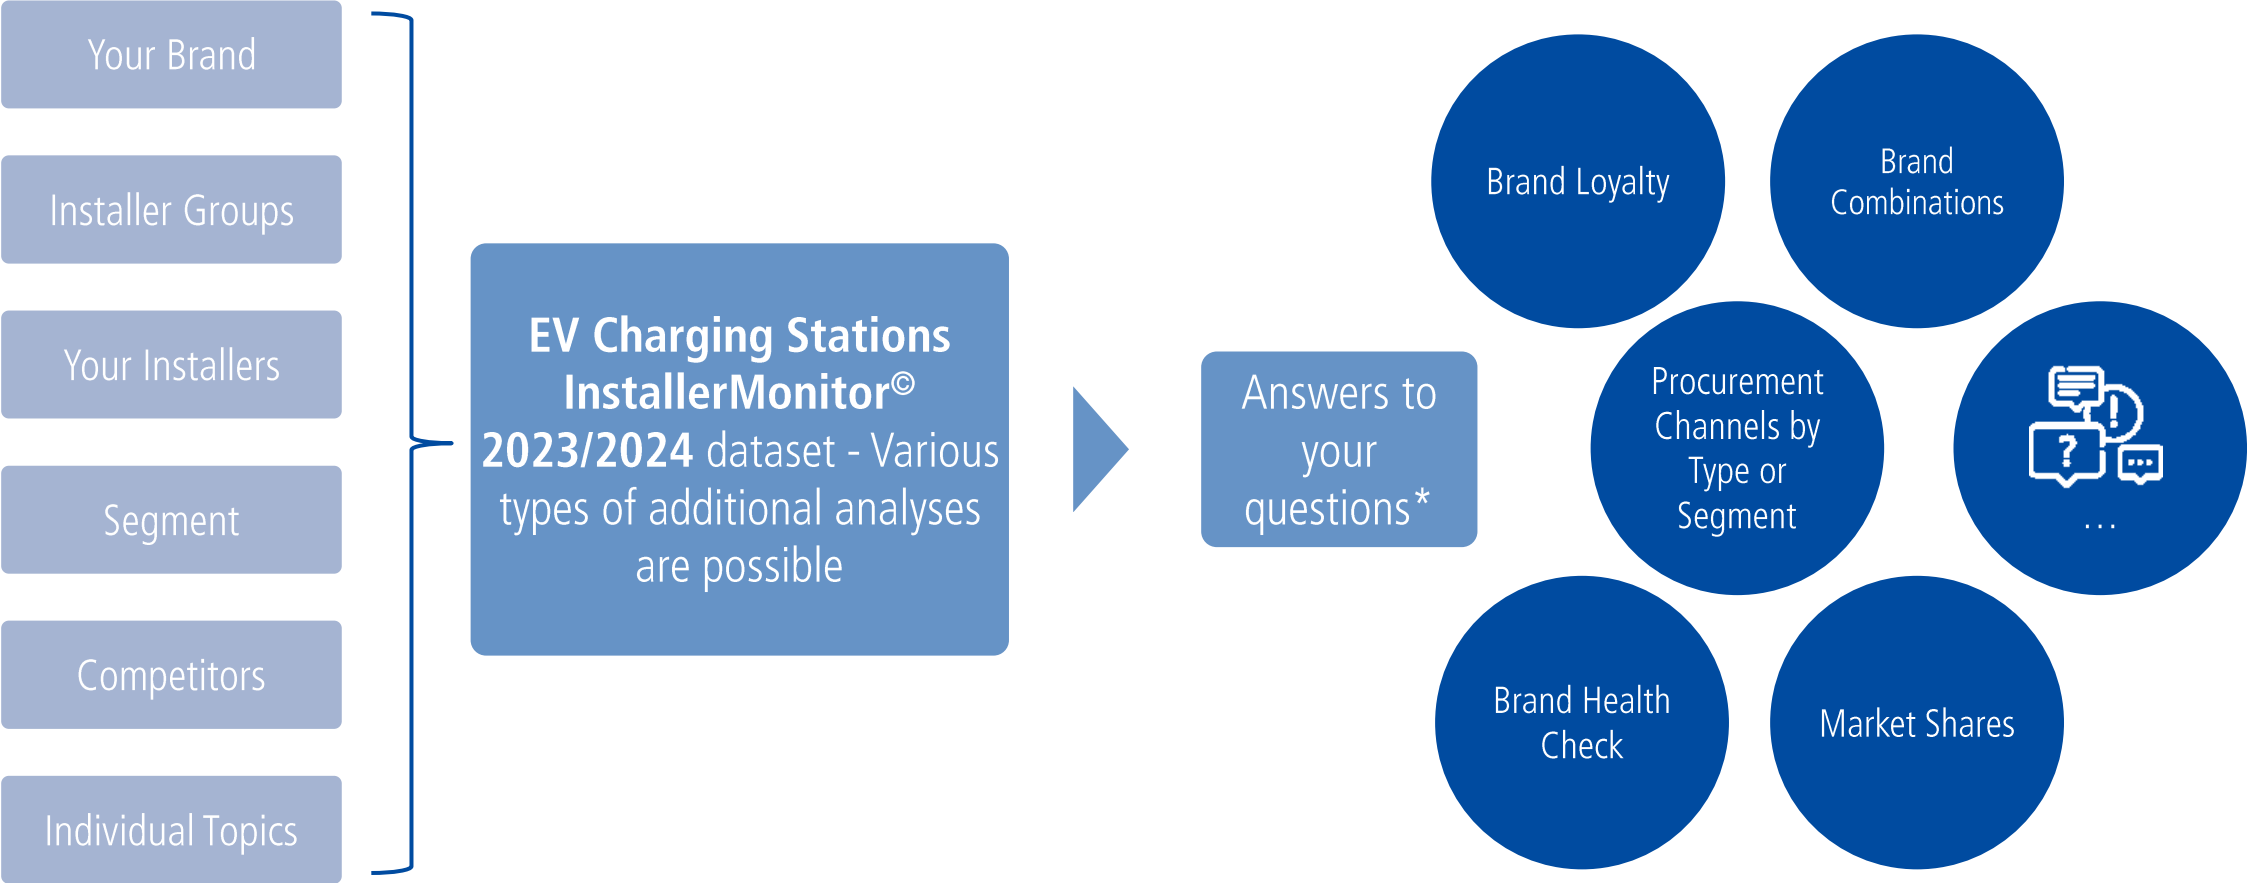 Your Brand
Installer Groups
Your Installers
Segment
Competitors
Individual Topics
EV Charging Stations
InstallerMonitor©
2023/2024 dataset - Various
types of additional analyses
are possible
Answers to
your
questions*
Brand Loyalty
Brand
Combinations
Procurement
Channels by
Type or
Segment
?
!
...
...
Brand Health
Check
Market Shares